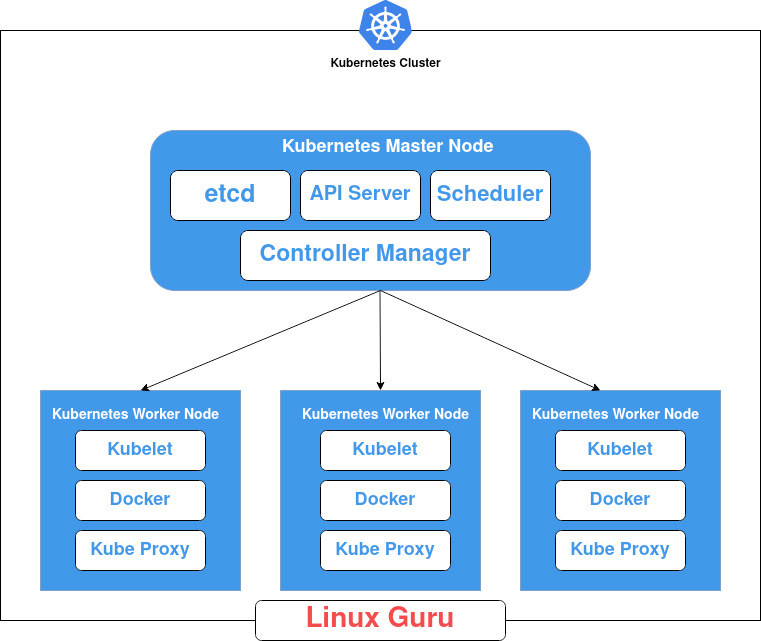 Kubernetes Cluster
Kubernetes Master Node
etcd
API Server
Scheduler
Controller Manager
Kubernetes Worker Node
Kubelet
Docker
Kube Proxy
Kubernetes Worker Node
Kubelet
Docker
Kube Proxy
Kubernetes Worker Node
Kubelet
Docker
Kube Proxy
Linux Guru